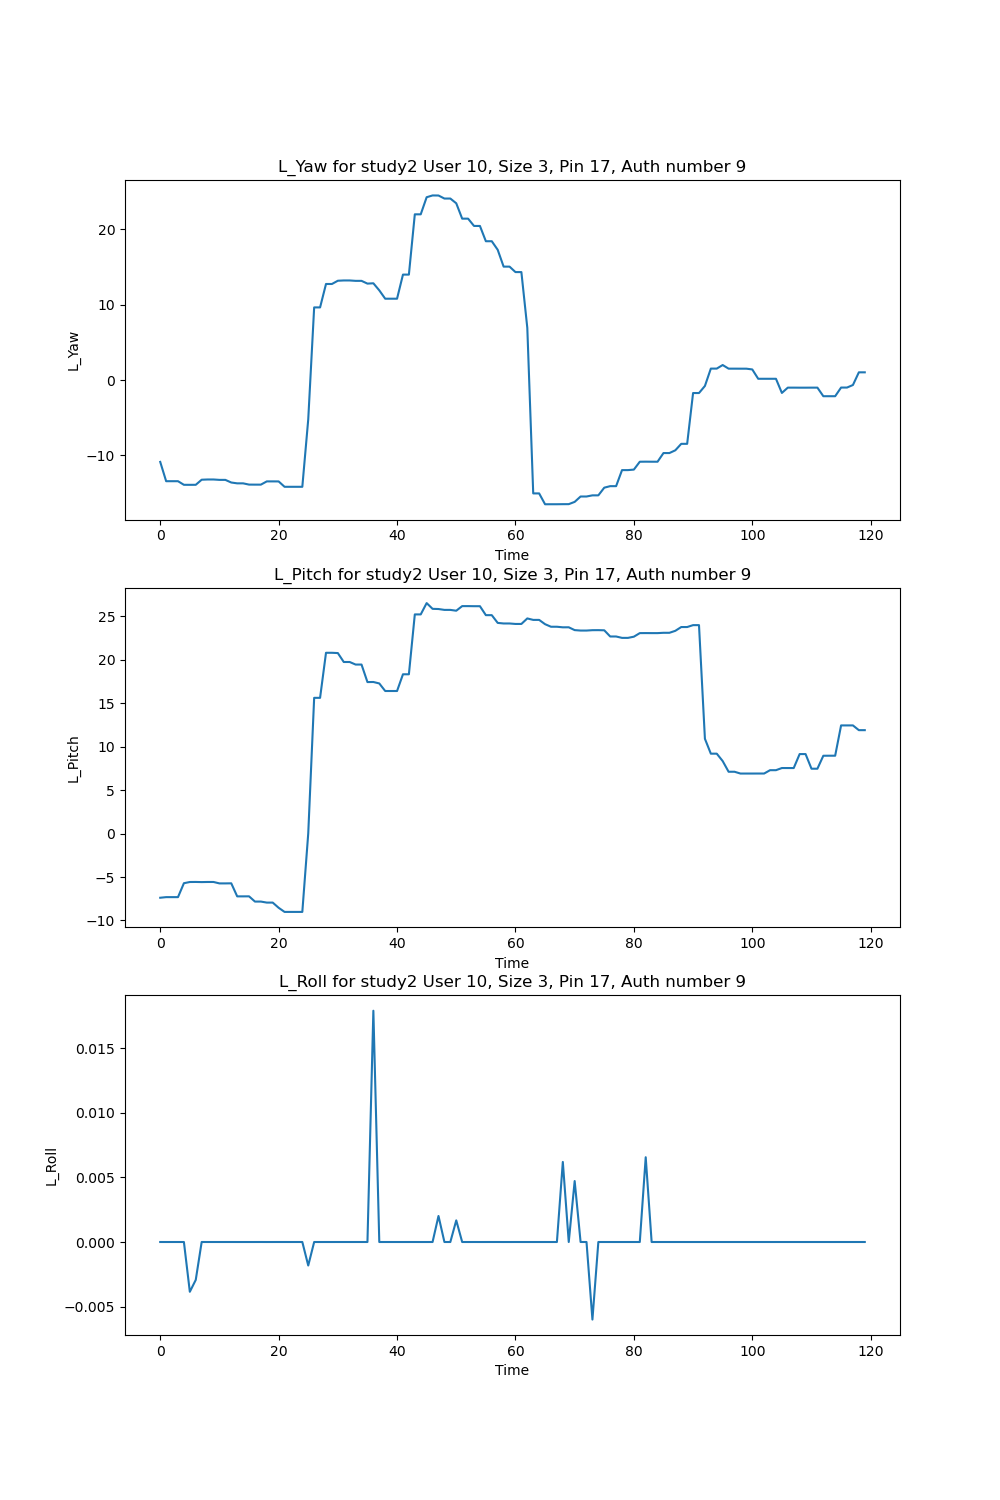 L_Yaw for study2 User 10, Size 3, Pin 17, Auth number 9
20
10
0
−10
L_Yaw
0 20 40 60 80 100 120
Time
L_Pitch for study2 User 10, Size 3, Pin 17, Auth number 9
25
20
15
10
5
0
−5
−10
L_Pitch
0 20 40 60 80 100 120
Time
L_Roll for study2 User 10, Size 3, Pin 17, Auth number 9
0.015
0.010
0.005
0.000
−0.005
L_Roll
0 20 40 60 80 100 120
Time